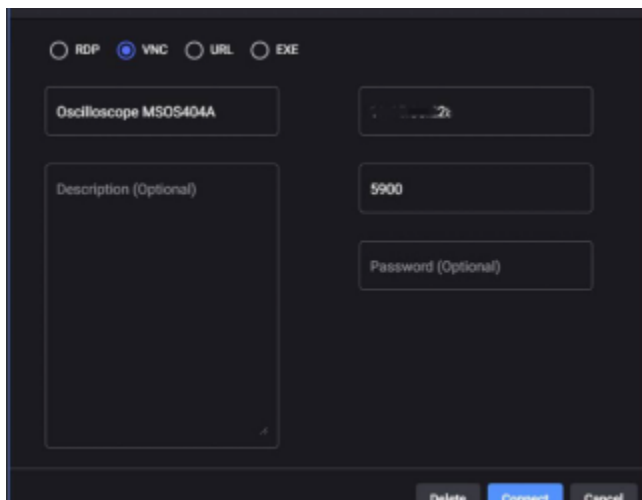 RDP VNC URL EXE
Oscilloscope MSOS404A
Description (Optional)
5900
Password (Optional)
Delete Connect Cancel